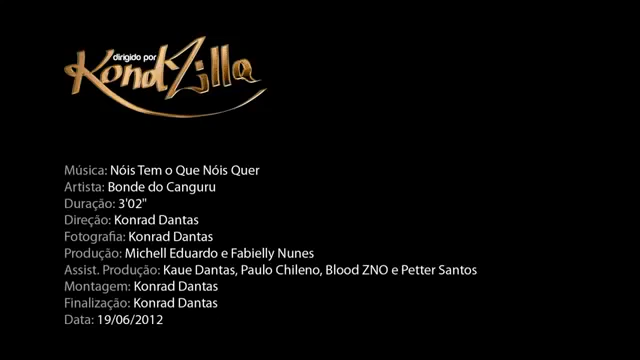 dirigido por
KondZilla
Música: Nóis Tem o Que Nóis Quer
Artista: Bonde do Canguru
Duração: 3'02"
Direção: Konrad Dantas
Fotografia: Konrad Dantas
Produção: Michell Eduardo e Fabielly Nunes
Assist. Produção: Kaue Dantas, Paulo Chileno, Blood ZNO e Petter Santos
Montagem: Konrad Dantas
Finalização: Konrad Dantas
Data: 19/06/2012